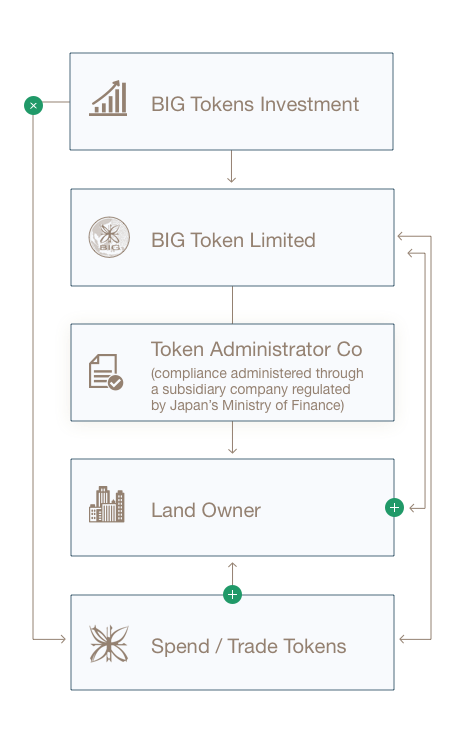 BIG Tokens Investment
BIG
BIG Token Limited
Token Administrator Co
(compliance administered through
a subsidiary company regulated
by Japan's Ministry of Finance)
Land Owner
Spend / Trade Tokens